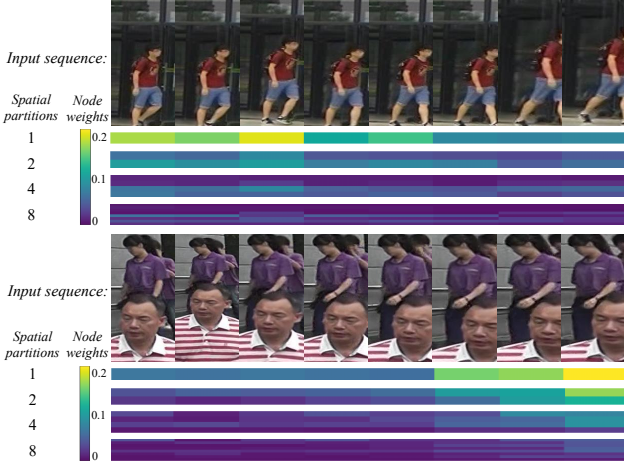 Input sequence:
Spatial partitions
Node weights
1
0.2
2
0.1
4
8
0
Input sequence:
Spatial partitions
Node weights
1
0.2
2
0.1
4
8
0